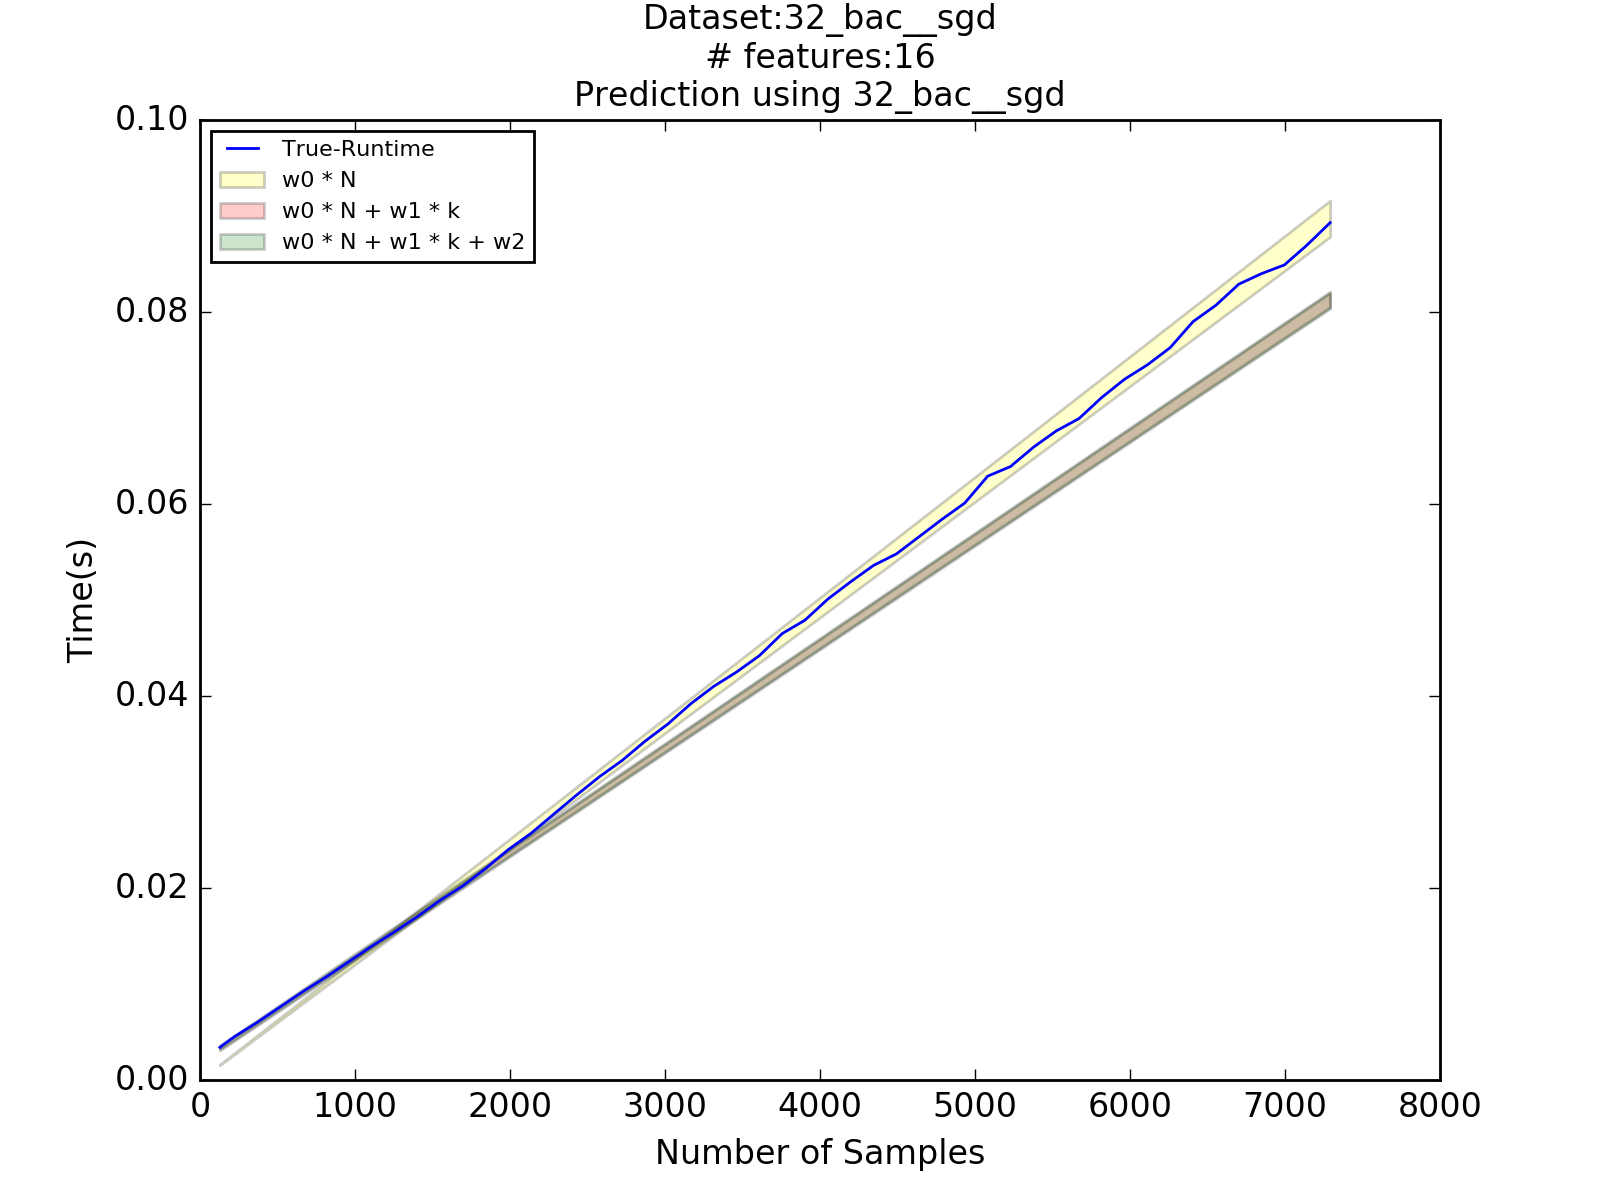 Dataset:32_bac__sgd
# features:16
Prediction using 32_bac__sgd
0.10
0.08
0.06
0.04
0.02
0.00
Time(s)
True-Runtime
w0 * N
w0 * N + w1 * k
w0 * N + w1 * k + w2
0 1000 2000 3000 4000 5000 6000 7000 8000
Number of Samples